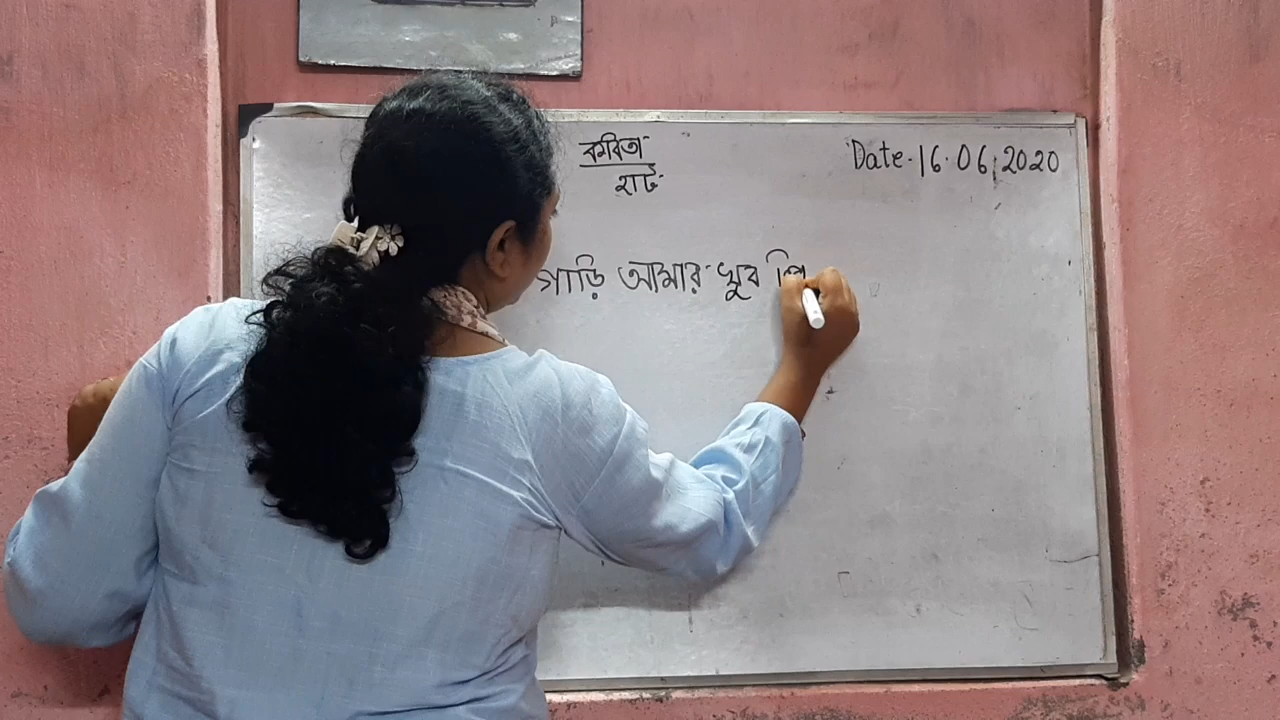 কবিতা
হাট
Date. 16.06.2020
গাড়ি আমার খুব প্রি